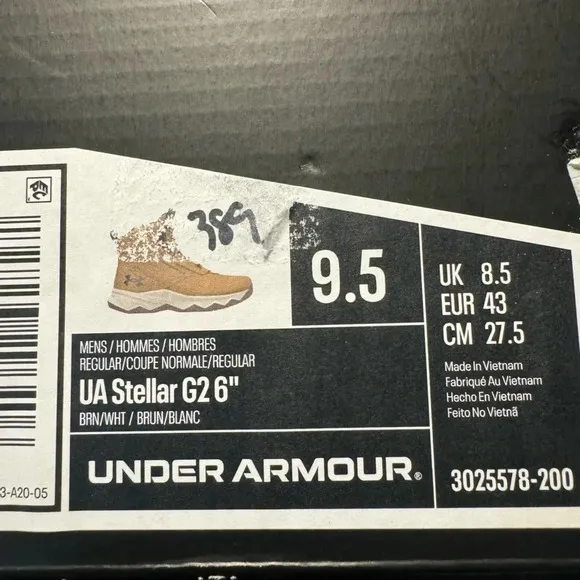 389
9.5
UK 8.5
EUR 43
CM 27.5
MENS / HOMMES / HOMBRES
REGULAR/COUPE NORMALE/REGULAR
UA Stellar G2 6"
BRN/WHT / BRUN/BLANC
Made In Vietnam
Fabriqué Au Vietnam
Hecho En Vietnam
Feito No Vietnã
UNDER ARMOUR®
3025578-200
3-A20-05